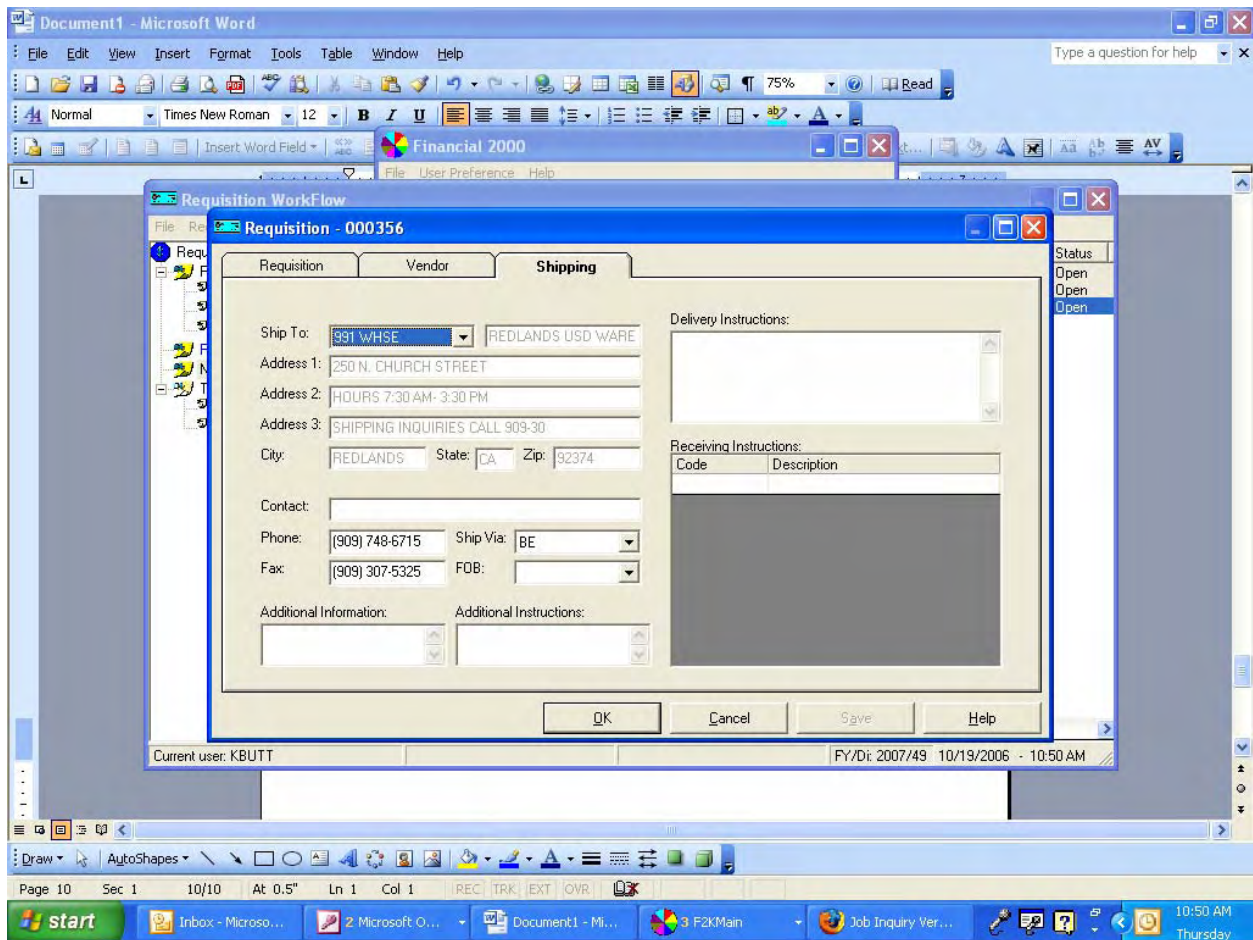 Document1 - Microsoft Word
File Edit View Insert Format Tools Table Window Help
Type a question for help
75%
Read
Normal
Times New Roman
12
B I U
Insert Word Field
Financial 2000
File User Preference Help
Requisition WorkFlow
File
Requisition - 000356
Requisition
Vendor
Shipping
Status
Open
Open
Open
Ship To: 991 WHSE REDLANDS USD WARE
Address 1: 250 N. CHURCH STREET
Address 2: HOURS 7:30 AM- 3:30 PM
Address 3: SHIPPING INQUIRIES CALL 909-30
City: REDLANDS State: CA Zip: 92374
Contact:
Phone: (909) 748-6715 Ship Via: BE
Fax: (909) 307-5325 FOB:
Additional Information: Additional Instructions:
Delivery Instructions:
Receiving Instructions:
Code Description
OK Cancel Save Help
Current user: KBUTT
FY/Di: 2007/49 10/19/2006 - 10:50 AM
Draw AutoShapes
Page 10 Sec 1 10/10 At 0.5" Ln 1 Col 1 REC TRK EXT OVR
start
Inbox - Microso...
2 Microsoft O...
Document1 - Mi...
3 F2KMain
Job Inquiry Ver...
10:50 AM
Thursday